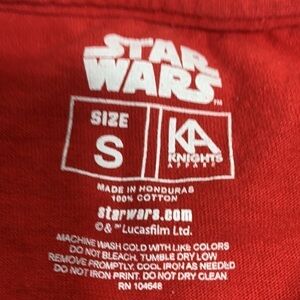 STAR
WARS™
SIZE
S
KA
KNIGHTS
APPAREL
MADE IN HONDURAS
100% COTTON
starwars.com
© & ™ Lucasfilm Ltd.
MACHINE WASH COLD WITH LIKE COLORS
DO NOT BLEACH. TUMBLE DRY LOW
REMOVE PROMPTLY. COOL IRON AS NEEDED
DO NOT IRON PRINT. DO NOT DRY CLEAN.
RN 104646